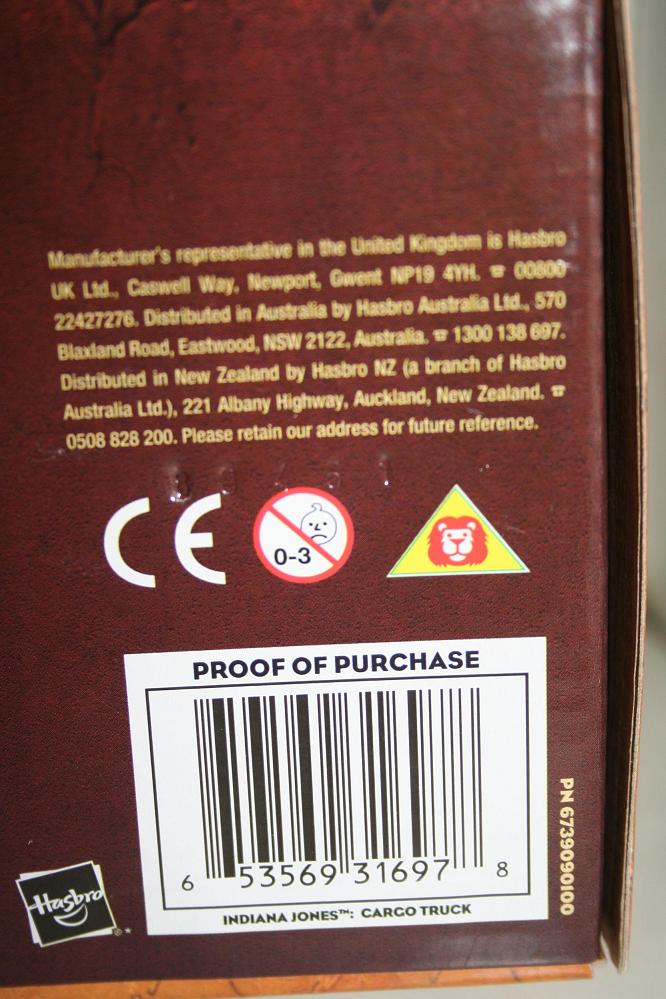 Manufacturer's representative in the United Kingdom is Hasbro
UK Ltd., Caswell Way, Newport, Gwent NP19 4YH. ☎ 00800
22427276. Distributed in Australia by Hasbro Australia Ltd., 570
Blaxland Road, Eastwood, NSW 2122, Australia. ☎ 1300 138 697.
Distributed in New Zealand by Hasbro NZ (a branch of Hasbro
Australia Ltd.), 221 Albany Highway, Auckland, New Zealand. ☎
0508 828 200. Please retain our address for future reference.
CE
0-3
PROOF OF PURCHASE
6 53569 31697 8
INDIANA JONES™: CARGO TRUCK
PN 6739090100
Hasbro®*